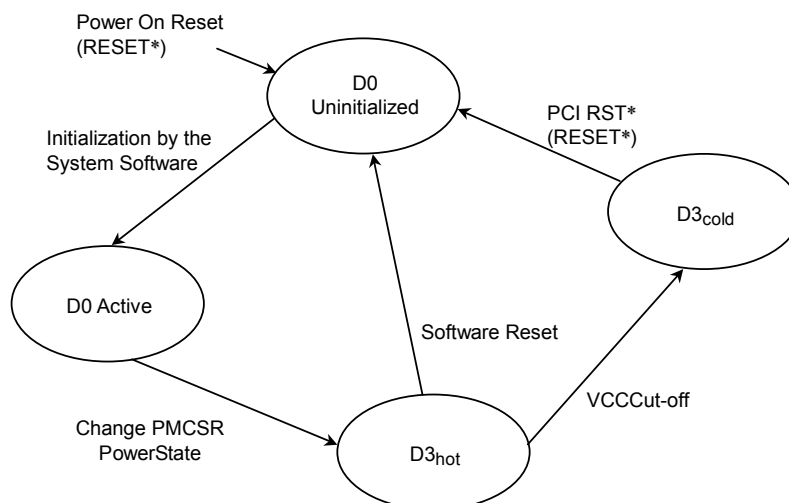 Power On Reset
(RESET*)
D0
Uninitialized
PCI RST*
(RESET*)
Initialization by the
System Software
D3cold
D0 Active
Software Reset
VCCCut-off
Change PMCSR
PowerState
D3hot